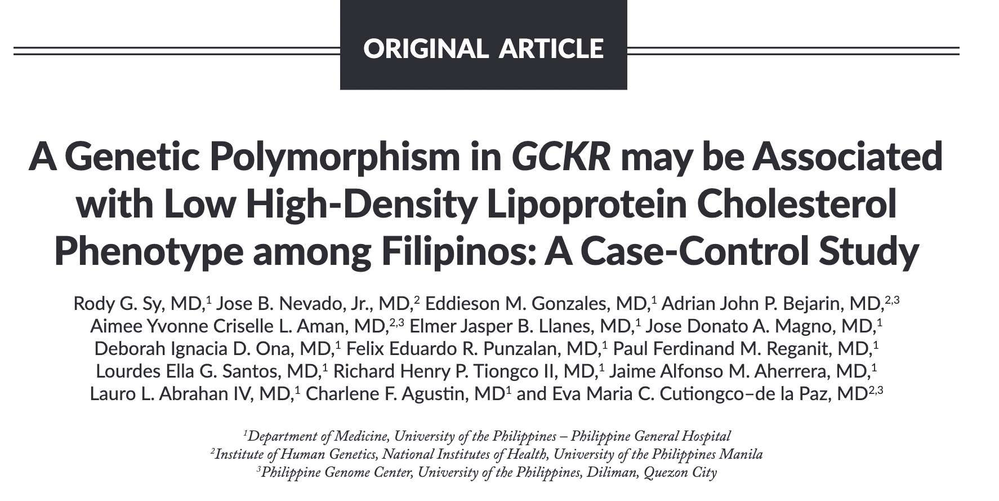 ORIGINAL ARTICLE
A Genetic Polymorphism in GCKR may be Associated
with Low High-Density Lipoprotein Cholesterol
Phenotype among Filipinos: A Case-Control Study
Rody G. Sy, MD,¹ Jose B. Nevado, Jr., MD,² Eddieson M. Gonzales, MD,¹ Adrian John P. Bejarin, MD,²,³
Aimee Yvonne Criselle L. Aman, MD,²,³ Elmer Jasper B. Llanes, MD,¹ Jose Donato A. Magno, MD,¹
Deborah Ignacia D. Ona, MD,¹ Felix Eduardo R. Punzalan, MD,¹ Paul Ferdinand M. Reganit, MD,¹
Lourdes Ella G. Santos, MD,¹ Richard Henry P. Tiongco II, MD,¹ Jaime Alfonso M. Aherrera, MD,¹
Lauro L. Abrahan IV, MD,¹ Charlene F. Agustin, MD¹ and Eva Maria C. Cutiongco–de la Paz, MD²,³
¹Department of Medicine, University of the Philippines – Philippine General Hospital
²Institute of Human Genetics, National Institutes of Health, University of the Philippines Manila
³Philippine Genome Center, University of the Philippines, Diliman, Quezon City